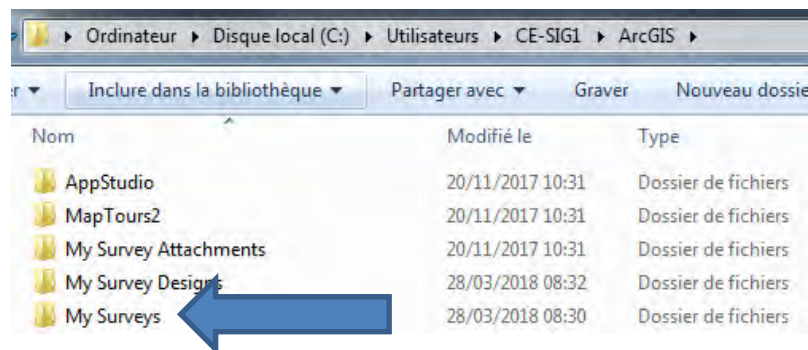 Ordinateur ▸ Disque local (C:) ▸ Utilisateurs ▸ CE-SIG1 ▸ ArcGIS ▸
Inclure dans la bibliothèque ▾ Partager avec ▾ Graver Nouveau dossie
Nom Modifié le Type
AppStudio 20/11/2017 10:31 Dossier de fichiers
MapTours2 20/11/2017 10:31 Dossier de fichiers
My Survey Attachments 20/11/2017 10:31 Dossier de fichiers
My Survey Designs 28/03/2018 08:32 Dossier de fichiers
My Surveys 28/03/2018 08:30 Dossier de fichiers